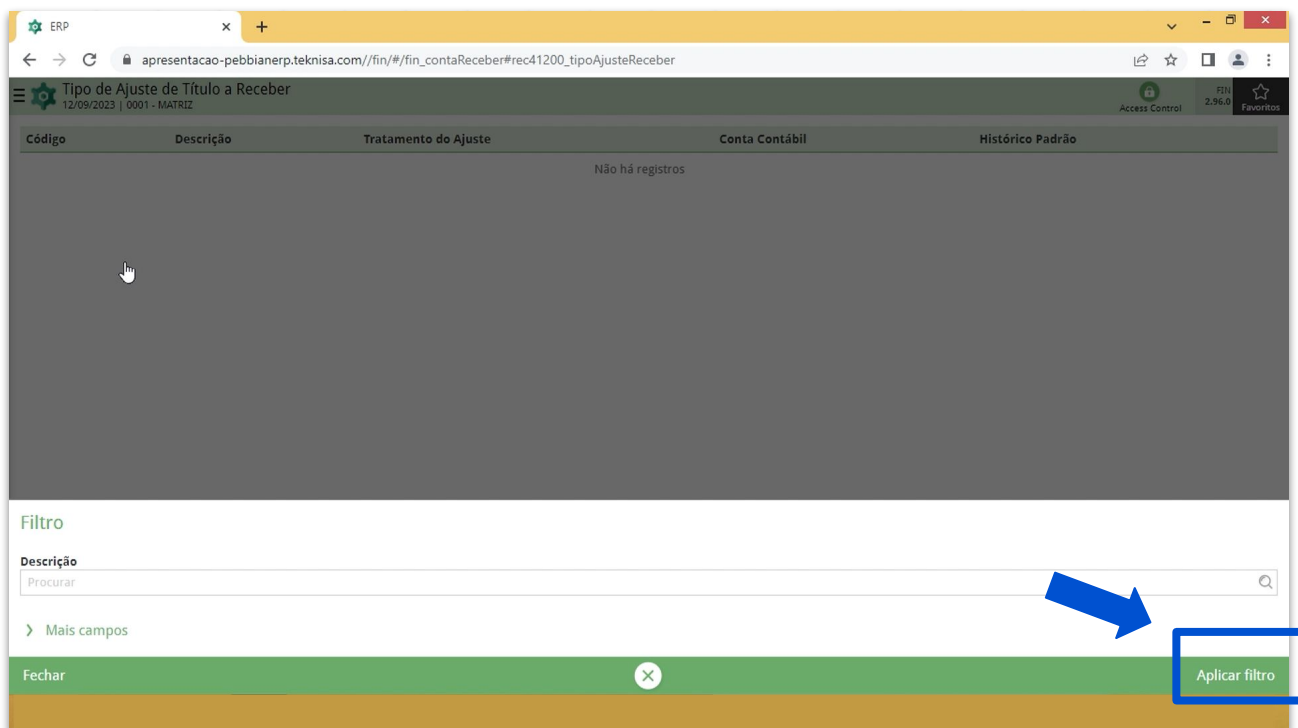 ERP
apresentacao-pebbianerp.teknisa.com//fin/#/fin_contaReceber#rec41200_tipoAjusteReceber
Tipo de Ajuste de Título a Receber
12/09/2023 | 0001 - MATRIZ
Access Control
FIN
2.96.0
Favoritos
Código Descrição Tratamento do Ajuste Conta Contábil Histórico Padrão
Não há registros
Filtro
Descrição
Procurar
Mais campos
Fechar
Aplicar filtro